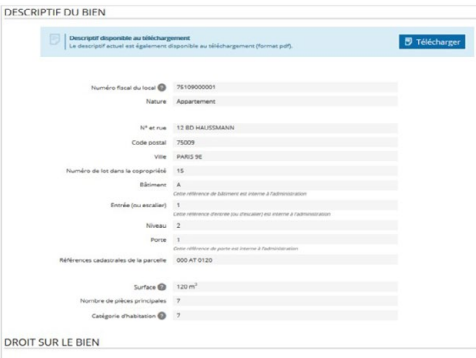 DESCRIPTIF DU BIEN
Descriptif disponible au téléchargement
Le descriptif actuel est également disponible au téléchargement (format pdf).
Télécharger
Numéro fiscal du local ? 76109000001
Nature Appartement
N° et rue 12 BD HAUSSMANN
Code postal 75009
Ville PARIS 9E
Numéro de lot dans la copropriété 15
Bâtiment A
Cette référence de bâtiment est interne à l'administration
Entrée (ou escalier) 1
Cette référence d'entrée (ou d'escalier) est interne à l'administration
Niveau 2
Porte 1
Cette référence de porte est interne à l'administration
Références cadastrales de la parcelle 000 AT 0120
Surface ? 120 m²
Nombre de pièces principales ?
Catégorie d'habitation ? ?
DROIT SUR LE BIEN